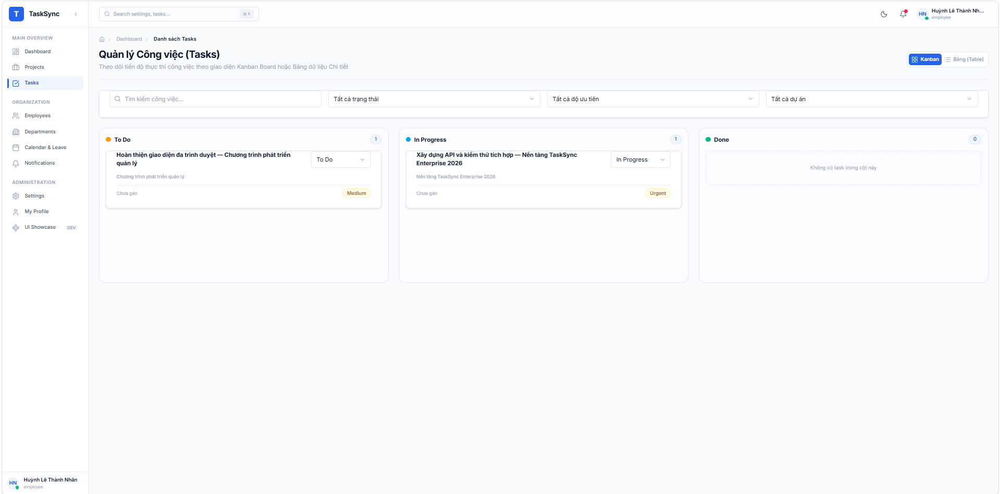 T TaskSync
Search settings, tasks...
⌘ K
HN
Huỳnh Lê Thành Nh...
employee
MAIN OVERVIEW
Dashboard
Projects
Tasks
ORGANIZATION
Employees
Departments
Calendar & Leave
Notifications
ADMINISTRATION
Settings
My Profile
UI Showcase DEV
HN
Huỳnh Lê Thành Nhân
employee
Dashboard
Danh sách Tasks
Quản lý Công việc (Tasks)
Theo dõi tiến độ thực thi công việc theo giao diện Kanban Board hoặc Bảng dữ liệu Chi tiết
Kanban
Bảng (Table)
Tìm kiếm công việc...
Tất cả trạng thái
Tất cả độ ưu tiên
Tất cả dự án
To Do
1
Hoàn thiện giao diện đa trình duyệt — Chương trình phát triển
quản lý
To Do
Chương trình phát triển quản lý
Chưa gán
Medium
In Progress
1
Xây dựng API và kiểm thử tích hợp — Nền tảng TaskSync
Enterprise 2026
In Progress
Nền tảng TaskSync Enterprise 2026
Chưa gán
Urgent
Done
0
Không có task trong cột này